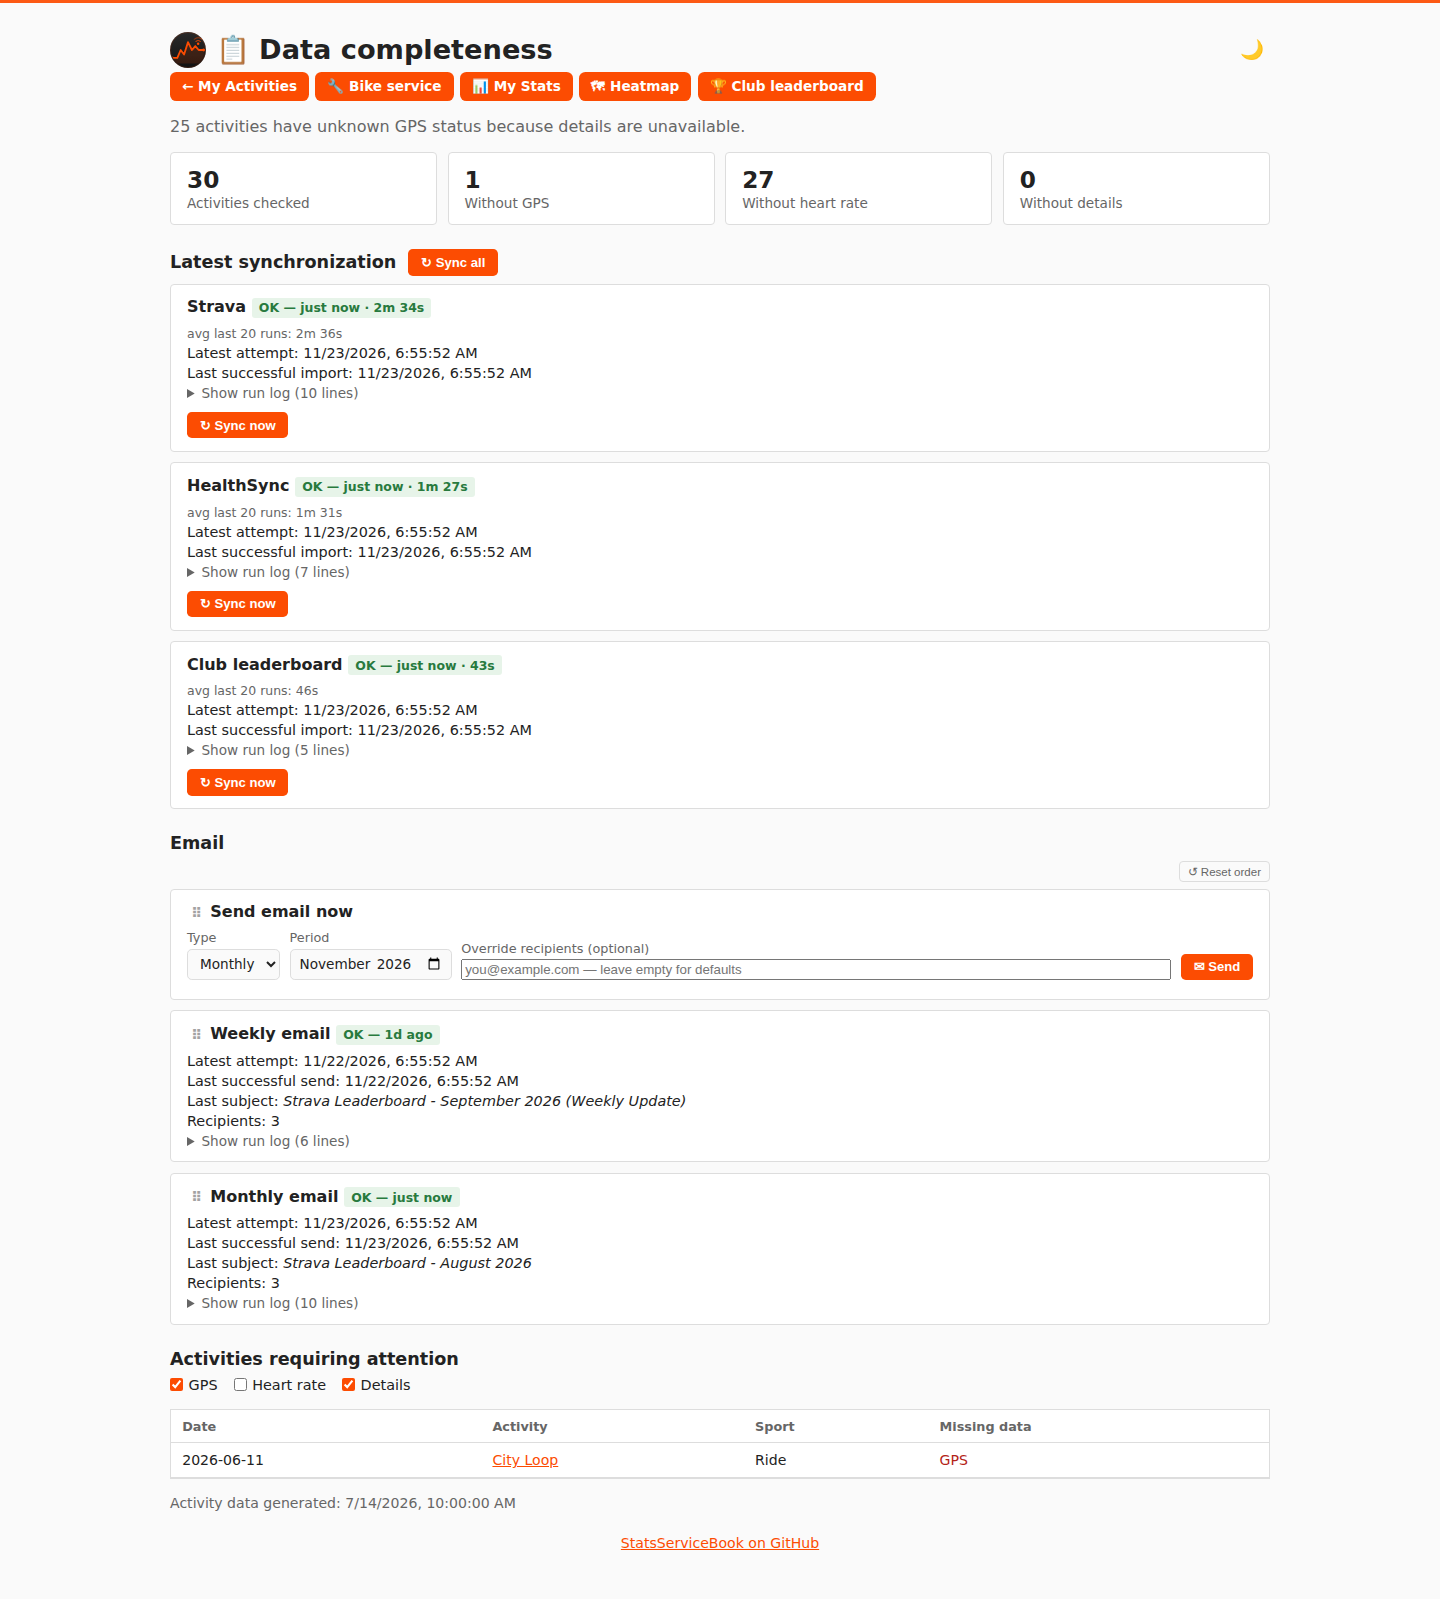 📋 Data completeness
🌙
← My Activities 🔧 Bike service 📊 My Stats 🗺 Heatmap 🏆 Club leaderboard
25 activities have unknown GPS status because details are unavailable.
30 1 27 0
Activities checked Without GPS Without heart rate Without details
Latest synchronization ↻ Sync all
Strava OK — just now · 2m 34s
avg last 20 runs: 2m 36s
Latest attempt: 11/23/2026, 6:55:52 AM
Last successful import: 11/23/2026, 6:55:52 AM
▶ Show run log (10 lines)
↻ Sync now
HealthSync OK — just now · 1m 27s
avg last 20 runs: 1m 31s
Latest attempt: 11/23/2026, 6:55:52 AM
Last successful import: 11/23/2026, 6:55:52 AM
▶ Show run log (7 lines)
↻ Sync now
Club leaderboard OK — just now · 43s
avg last 20 runs: 46s
Latest attempt: 11/23/2026, 6:55:52 AM
Last successful import: 11/23/2026, 6:55:52 AM
▶ Show run log (5 lines)
↻ Sync now
Email
↺ Reset order
⠿ Send email now
Type Period Override recipients (optional)
Monthly November 2026 you@example.com — leave empty for defaults ✉ Send
⠿ Weekly email OK — 1d ago
Latest attempt: 11/22/2026, 6:55:52 AM
Last successful send: 11/22/2026, 6:55:52 AM
Last subject: Strava Leaderboard - September 2026 (Weekly Update)
Recipients: 3
▶ Show run log (6 lines)
⠿ Monthly email OK — just now
Latest attempt: 11/23/2026, 6:55:52 AM
Last successful send: 11/23/2026, 6:55:52 AM
Last subject: Strava Leaderboard - August 2026
Recipients: 3
▶ Show run log (10 lines)
Activities requiring attention
GPS Heart rate Details
Date Activity Sport Missing data
2026-06-11 City Loop Ride GPS
Activity data generated: 7/14/2026, 10:00:00 AM
StatsServiceBook on GitHub